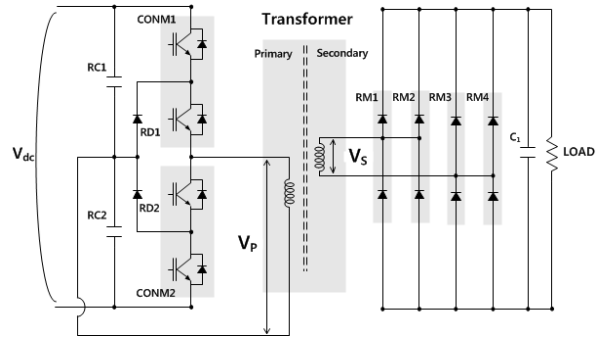 Transformer
Primary
Secondary
CONM1
RC1
RD1
Vdc
RD2
RC2
CONM2
VP
VS
RM1
RM2
RM3
RM4
C1
LOAD